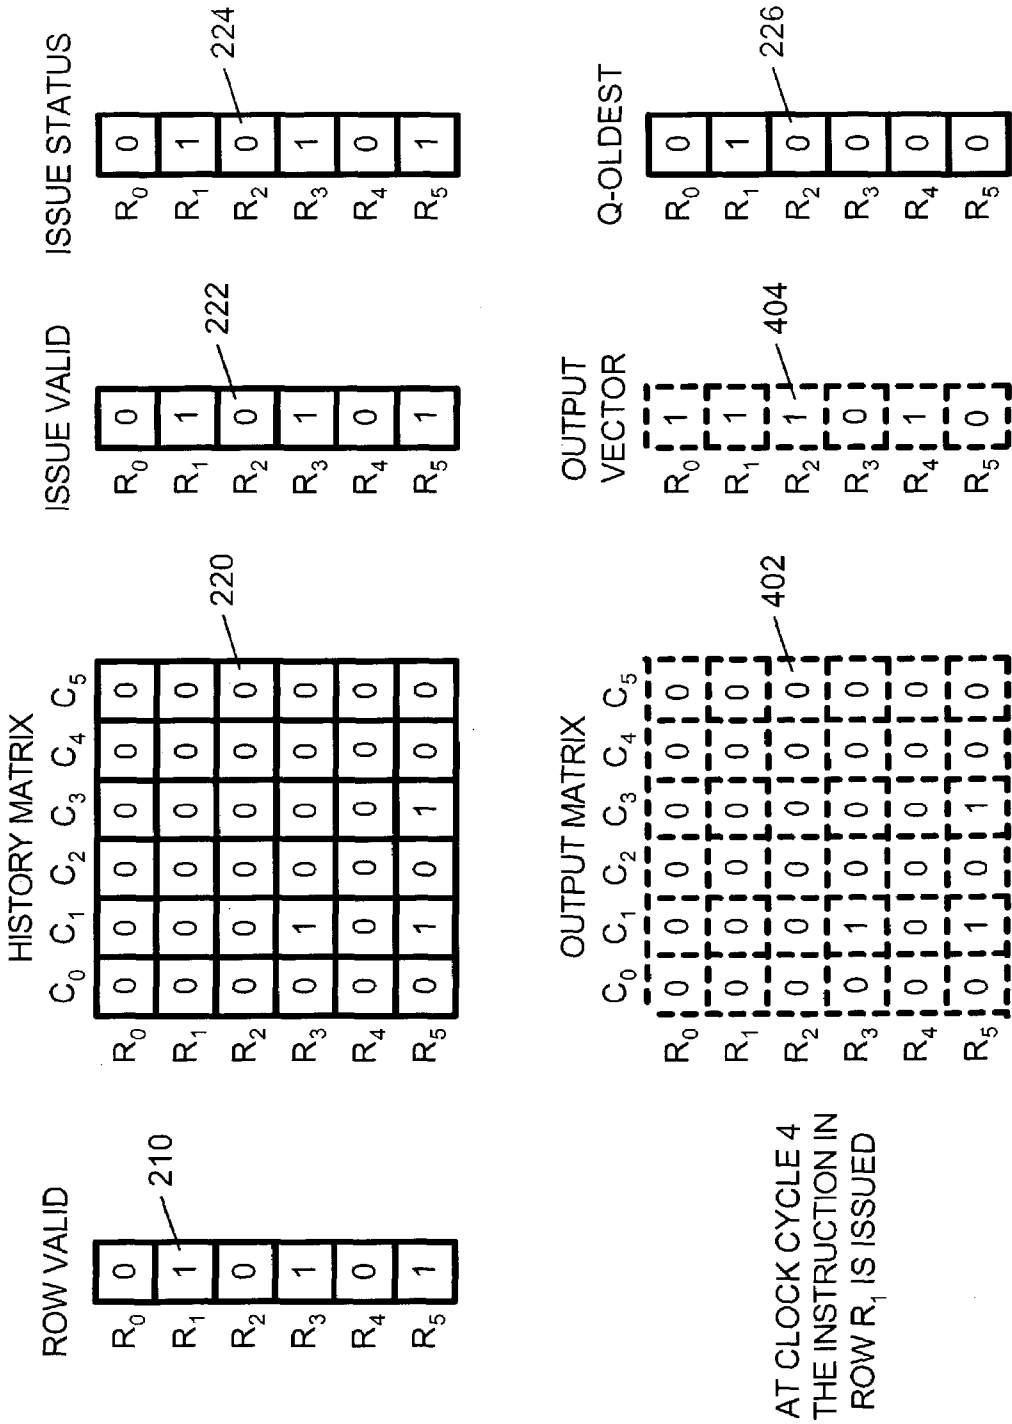 ROW VALID
R0 0
R1 1
R2 0
R3 1
R4 0
R5 1
210
HISTORY MATRIX
C0 C1 C2 C3 C4 C5
R0 0 0 0 0 0 0
R1 0 0 0 0 0 0
R2 0 0 0 0 0 0
R3 0 1 0 0 0 0
R4 0 0 0 0 0 0
R5 0 1 0 1 0 0
220
ISSUE VALID
R0 0
R1 1
R2 0
R3 1
R4 0
R5 1
222
ISSUE STATUS
R0 0
R1 1
R2 0
R3 1
R4 0
R5 1
224
AT CLOCK CYCLE 4
THE INSTRUCTION IN
ROW R1 IS ISSUED
OUTPUT MATRIX
C0 C1 C2 C3 C4 C5
R0 0 0 0 0 0 0
R1 0 0 0 0 0 0
R2 0 0 0 0 0 0
R3 0 1 0 0 0 0
R4 0 0 0 0 0 0
R5 0 1 0 1 0 0
402
OUTPUT
VECTOR
R0 1
R1 1
R2 1
R3 0
R4 1
R5 0
404
Q-OLDEST
R0 0
R1 1
R2 0
R3 0
R4 0
R5 0
226